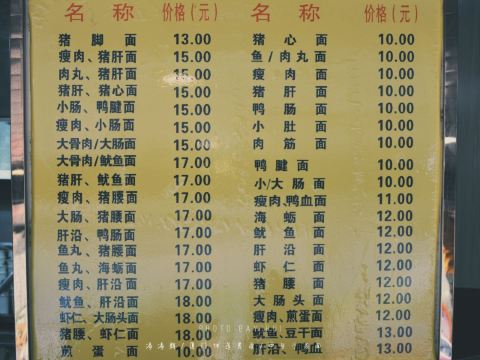 名 称 价格(元)
猪 脚 面 13.00
瘦肉、猪肝面 15.00
肉丸、猪肝面 15.00
猪肝、猪心面 15.00
小肠、鸭腱面 15.00
瘦肉、小肠面 15.00
大骨肉/大肠面 15.00
大骨肉/鱿鱼面 17.00
猪肝、鱿鱼面 17.00
瘦肉、猪腰面 17.00
大肠、猪腰面 17.00
肝沿、鸭肠面 17.00
鱼丸、肝沿面 17.00
鱼丸、海蛎面 17.00
瘦肉、肝沿面 17.00
鱿鱼、肝沿面 18.00
虾仁、大肠头面 18.00
猪腰、虾仁面 18.00
煎 蛋 面 10.00
名 称 价格(元)
猪 心 面 10.00
鱼/肉丸面 10.00
瘦 肉 面 10.00
猪 肝 面 10.00
鸭 肠 面 10.00
小 肚 面 10.00
肉 筋 面 10.00
鸭 腱 面 10.00
小/大 肠 面 10.00
瘦肉、鸭血面 11.00
海 蛎 面 12.00
鱿 鱼 面 12.00
肝 沿 面 12.00
虾 仁 面 12.00
猪 腰 面 12.00
大 肠 头 面 12.00
瘦肉、煎蛋面 12.00
鱿鱼、豆干面 13.00
肝沿、鸭血面 13.00
PHOTO